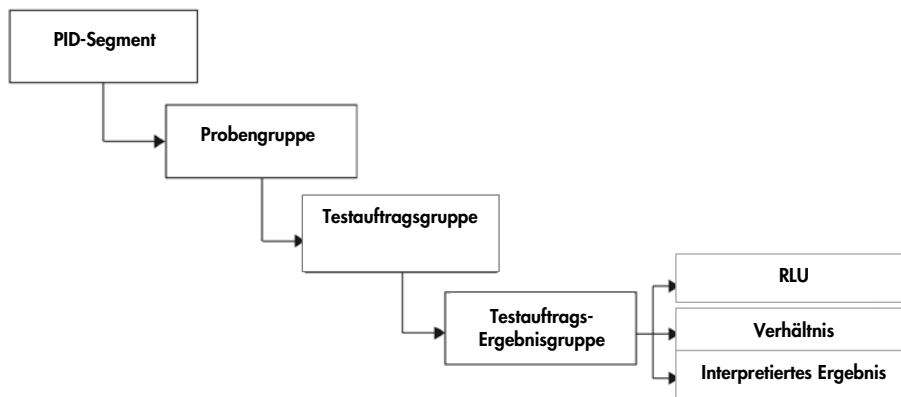 PID-Segment
Probengruppe
Testauftragsgruppe
Testauftrags-
Ergebnisgruppe
RLU
Verhältnis
Interpretiertes Ergebnis